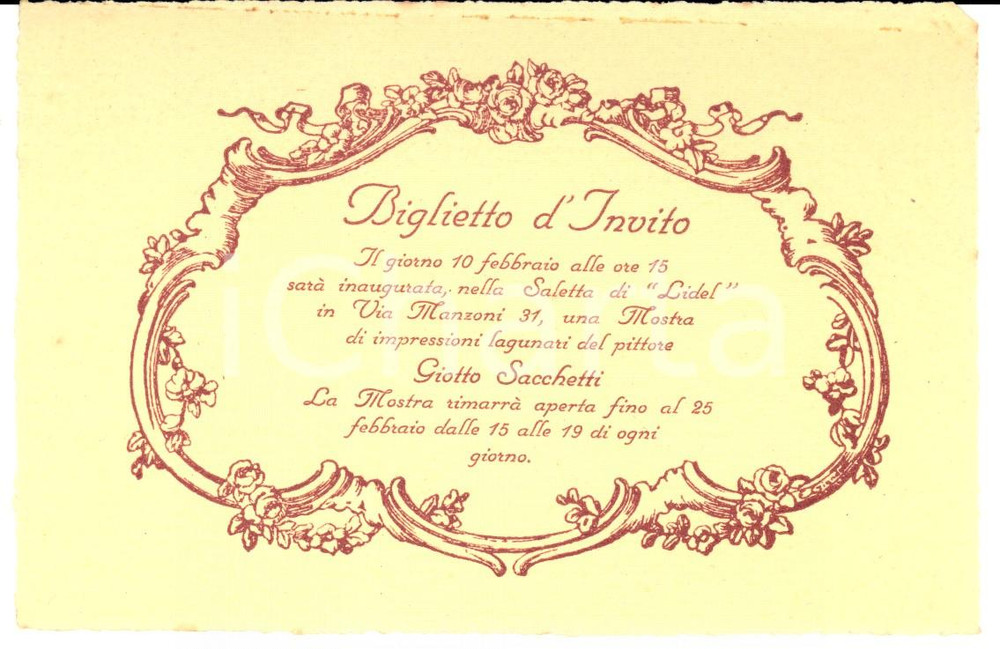 Biglietto d'Invito
Il giorno 10 febbraio alle ore 15
sarà inaugurata, nella Saletta di "Lidel"
in Via Manzoni 31, una Mostra
di impressioni lagunari del pittore
Giotto Sacchetti
La Mostra rimarrà aperta fino al 25
febbraio dalle 15 alle 19 di ogni
giorno.
iCharta